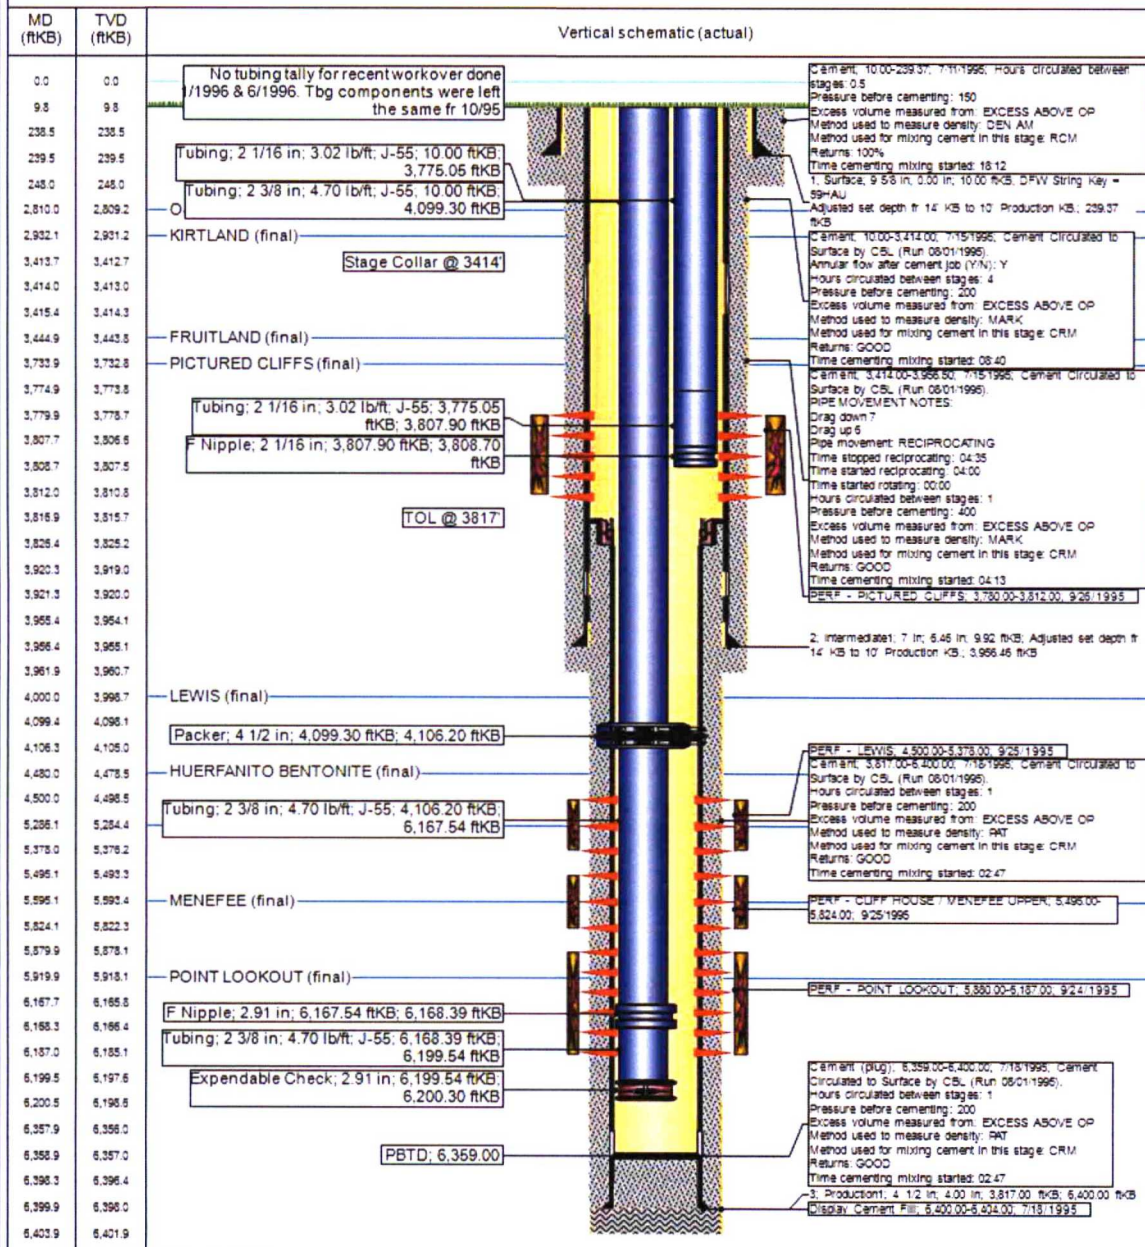 MD
(ftKB)
TVD
(ftKB)
Vertical schematic (actual)
0.0 0.0
9.8 9.8
238.5 238.5
239.5 239.5
248.0 248.0
2,810.0 2,809.2
2,932.1 2,931.2
3,413.7 3,412.7
3,414.0 3,413.0
3,415.4 3,414.3
3,444.9 3,443.8
3,733.9 3,732.8
3,774.9 3,773.8
3,779.9 3,778.7
3,807.7 3,806.6
3,808.7 3,807.5
3,812.0 3,810.8
3,816.9 3,815.7
3,826.4 3,825.2
3,920.3 3,919.0
3,921.3 3,920.0
3,955.4 3,954.1
3,956.4 3,955.1
3,961.9 3,960.7
4,000.0 3,998.7
4,099.4 4,098.1
4,106.3 4,105.0
4,480.0 4,478.5
4,500.0 4,498.5
5,286.1 5,284.4
5,378.0 5,376.2
5,495.1 5,493.3
5,595.1 5,593.4
5,824.1 5,822.3
5,879.9 5,878.1
5,919.9 5,918.1
6,167.7 6,165.8
6,168.3 6,166.4
6,187.0 6,185.1
6,199.5 6,197.6
6,200.5 6,198.6
6,357.9 6,356.0
6,358.9 6,357.0
6,398.3 6,396.4
6,399.9 6,398.0
6,403.9 6,401.9
No tubing tally for recent workover done
1/1996 & 6/1996. Tbg components were left
the same fr 10/95
Tubing; 2 1/16 in; 3.02 lb/ft; J-55; 10.00 ftKB;
3,775.05 ftKB
Tubing; 2 3/8 in; 4.70 lb/ft; J-55; 10.00 ftKB;
4,099.30 ftKB
O
KIRTLAND (final)
Stage Collar @ 3414'
FRUITLAND (final)
PICTURED CLIFFS (final)
Tubing; 2 1/16 in; 3.02 lb/ft; J-55; 3,775.05
ftKB; 3,807.90 ftKB
F Nipple; 2 1/16 in; 3,807.90 ftKB; 3,808.70
ftKB
TOL @ 3817'
LEWIS (final)
Packer; 4 1/2 in; 4,099.30 ftKB; 4,106.20 ftKB
HUERFANITO BENTONITE (final)
Tubing; 2 3/8 in; 4.70 lb/ft; J-55; 4,106.20 ftKB;
6,167.54 ftKB
MENEFEE (final)
POINT LOOKOUT (final)
F Nipple; 2.91 in; 6,167.54 ftKB; 6,168.39 ftKB
Tubing; 2 3/8 in; 4.70 lb/ft; J-55; 6,168.39 ftKB;
6,199.54 ftKB
Expendable Check; 2.91 in; 6,199.54 ftKB;
6,200.30 ftKB
PBTD; 6,359.00
Cement; 10.00-239.37; 7/11/1995; Hours circulated between
stages: 0.5
Pressure before cementing: 150
Excess volume measured from: EXCESS ABOVE OP
Method used to measure density: DEN AM
Method used for mixing cement in this stage: RCM
Returns: 100%
Time cementing mixing started: 18:12
1; Surface; 9 5/8 in; 0.00 in; 10.00 ftKB; DFW String Key =
59HAU
Adjusted set depth fr 14' KB to 10' Production KB.; 239.37
ftKB
Cement; 10.00-3,414.00; 7/15/1995; Cement Circulated to
Surface by CBL (Run 08/01/1995).
Annular flow after cement job (Y/N): Y
Hours circulated between stages: 4
Pressure before cementing: 200
Excess volume measured from: EXCESS ABOVE OP
Method used to measure density: MARK
Method used for mixing cement in this stage: CRM
Returns: GOOD
Time cementing mixing started: 08:40
Cement; 3,414.00-3,956.50; 7/15/1995; Cement Circulated to
Surface by CBL (Run 08/01/1995).
PIPE MOVEMENT NOTES:
Drag down 7
Drag up 6
Pipe movement: RECIPROCATING
Time stopped reciprocating: 04:35
Time started reciprocating: 04:00
Time started rotating: 00:00
Hours circulated between stages: 1
Pressure before cementing: 400
Excess volume measured from: EXCESS ABOVE OP
Method used to measure density: MARK
Method used for mixing cement in this stage: CRM
Returns: GOOD
Time cementing mixing started: 04:13
PERF - PICTURED CLIFFS; 3,780.00-3,812.00; 9/26/1995
2; Intermediate1; 7 in; 6.46 in; 9.92 ftKB; Adjusted set depth fr
14' KB to 10' Production KB.; 3,956.46 ftKB
PERF - LEWIS; 4,500.00-5,378.00; 9/25/1995
Cement; 3,817.00-6,400.00; 7/18/1995; Cement Circulated to
Surface by CBL (Run 08/01/1995).
Hours circulated between stages: 1
Pressure before cementing: 200
Excess volume measured from: EXCESS ABOVE OP
Method used to measure density: PAT
Method used for mixing cement in this stage: CRM
Returns: GOOD
Time cementing mixing started: 02:47
PERF - CLIFF HOUSE / MENEFEE UPPER; 5,495.00-
5,824.00; 9/25/1995
PERF - POINT LOOKOUT; 5,880.00-6,187.00; 9/24/1995
Cement (plug); 6,359.00-6,400.00; 7/18/1995; Cement
Circulated to Surface by CBL (Run 08/01/1995).
Hours circulated between stages: 1
Pressure before cementing: 200
Excess volume measured from: EXCESS ABOVE OP
Method used to measure density: PAT
Method used for mixing cement in this stage: CRM
Returns: GOOD
Time cementing mixing started: 02:47
3; Production1; 4 1/2 in; 4.00 in; 3,817.00 ftKB; 6,400.00 ftKB
Display Cement Fill; 6,400.00-6,404.00; 7/18/1995